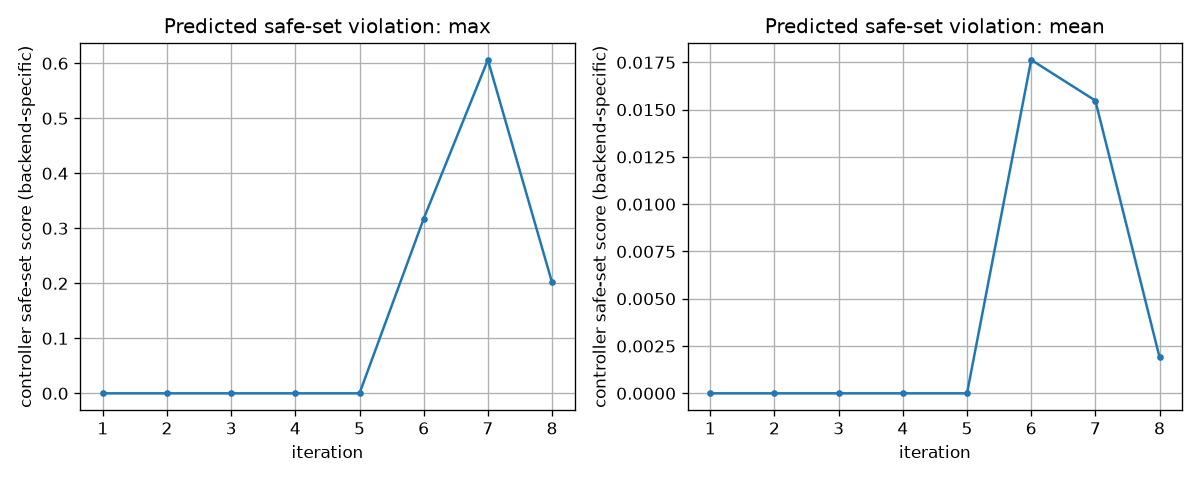 Predicted safe-set violation: max
controller safe-set score (backend-specific)
0.6
0.5
0.4
0.3
0.2
0.1
0.0
1 2 3 4 5 6 7 8
iteration
Predicted safe-set violation: mean
controller safe-set score (backend-specific)
0.0175
0.0150
0.0125
0.0100
0.0075
0.0050
0.0025
0.0000
1 2 3 4 5 6 7 8
iteration